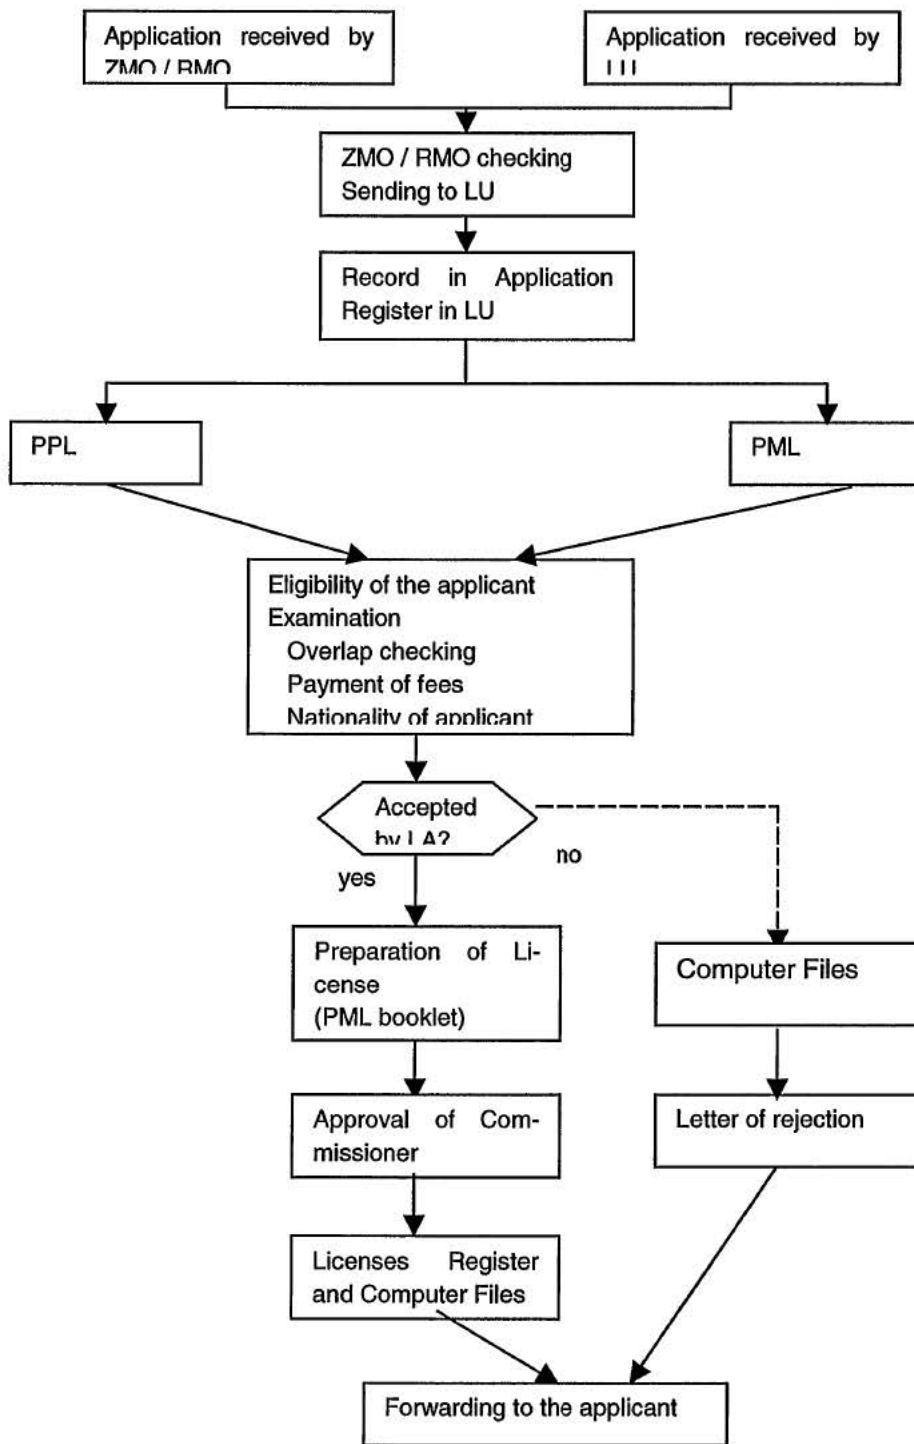 Application received by
ZMO / RMO
Application received by
LU
ZMO / RMO checking
Sending to LU
Record in Application
Register in LU
PPL
PML
Eligibility of the applicant
Examination
Overlap checking
Payment of fees
Nationality of applicant
Accepted
by LA?
yes
no
Preparation of Li-
cense
(PML booklet)
Computer Files
Approval of Com-
missioner
Letter of rejection
Licenses Register
and Computer Files
Forwarding to the applicant